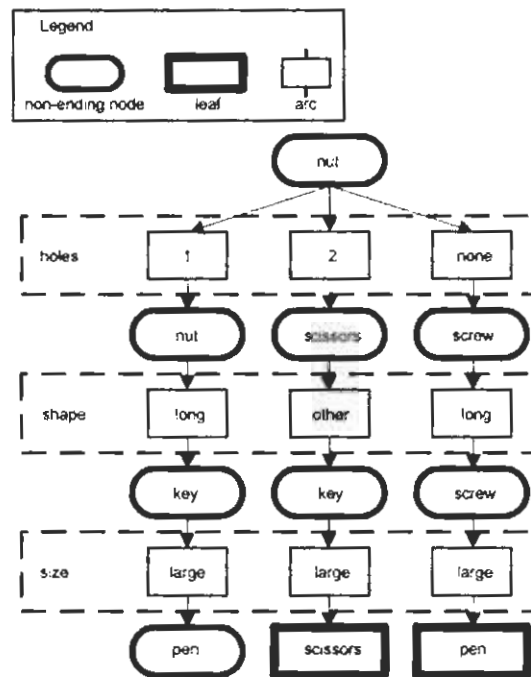 Legend
non-ending node leaf arc
nut
holes 1 2 none
nut scissors screw
shape long other long
key key screw
size large large large
pen scissors pen